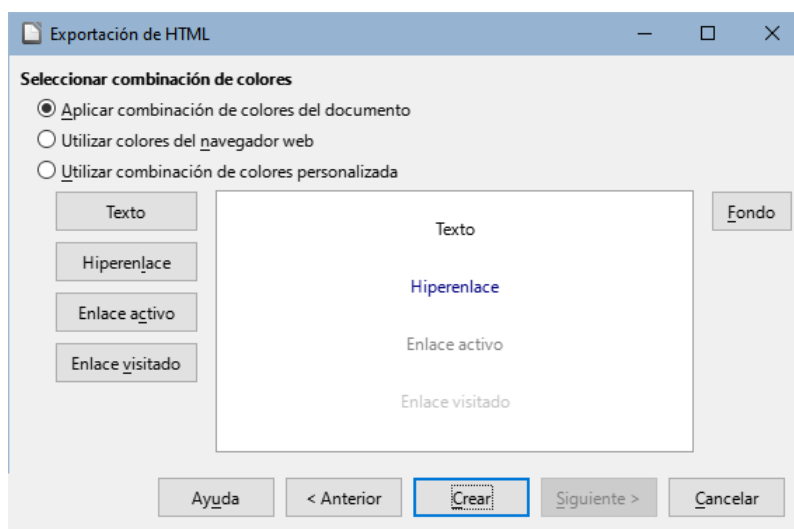 Exportación de HTML
Seleccionar combinación de colores
Aplicar combinación de colores del documento
Utilizar colores del navegador web
Utilizar combinación de colores personalizada
Texto
Hiperenlace
Enlace activo
Enlace visitado
Texto
Hiperenlace
Enlace activo
Enlace visitado
Fondo
Ayuda
< Anterior
Crear
Siguiente >
Cancelar